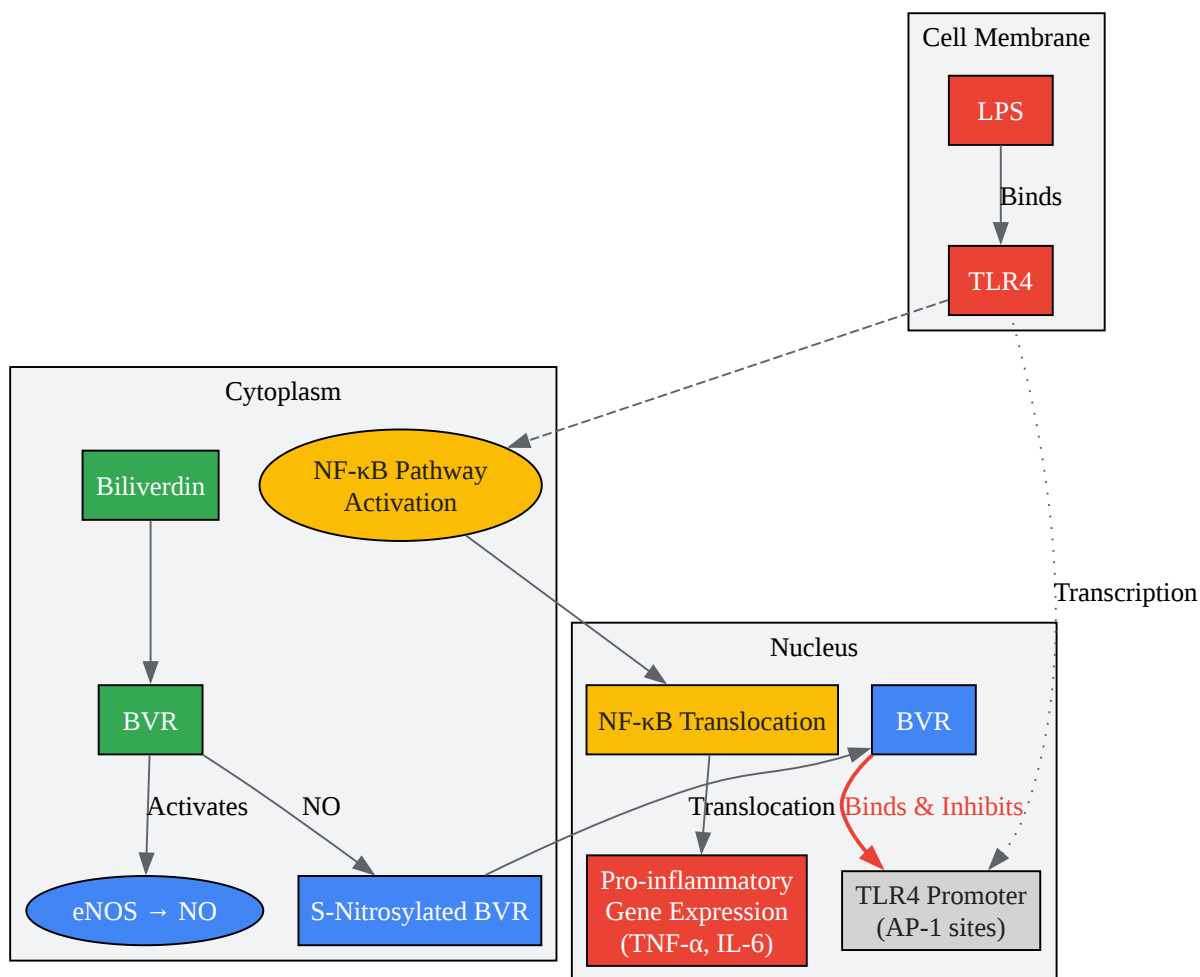 Cell Membrane
LPS
Binds
TLR4
Cytoplasm
NF-κB Pathway
Activation
Biliverdin
Transcription
Nucleus
BVR
NF-κB Translocation
BVR
Activates
NO
Translocation
Binds & Inhibits
eNOS → NO
S-Nitrosylated BVR
Pro-inflammatory
Gene Expression
(TNF-α, IL-6)
TLR4 Promoter
(AP-1 sites)